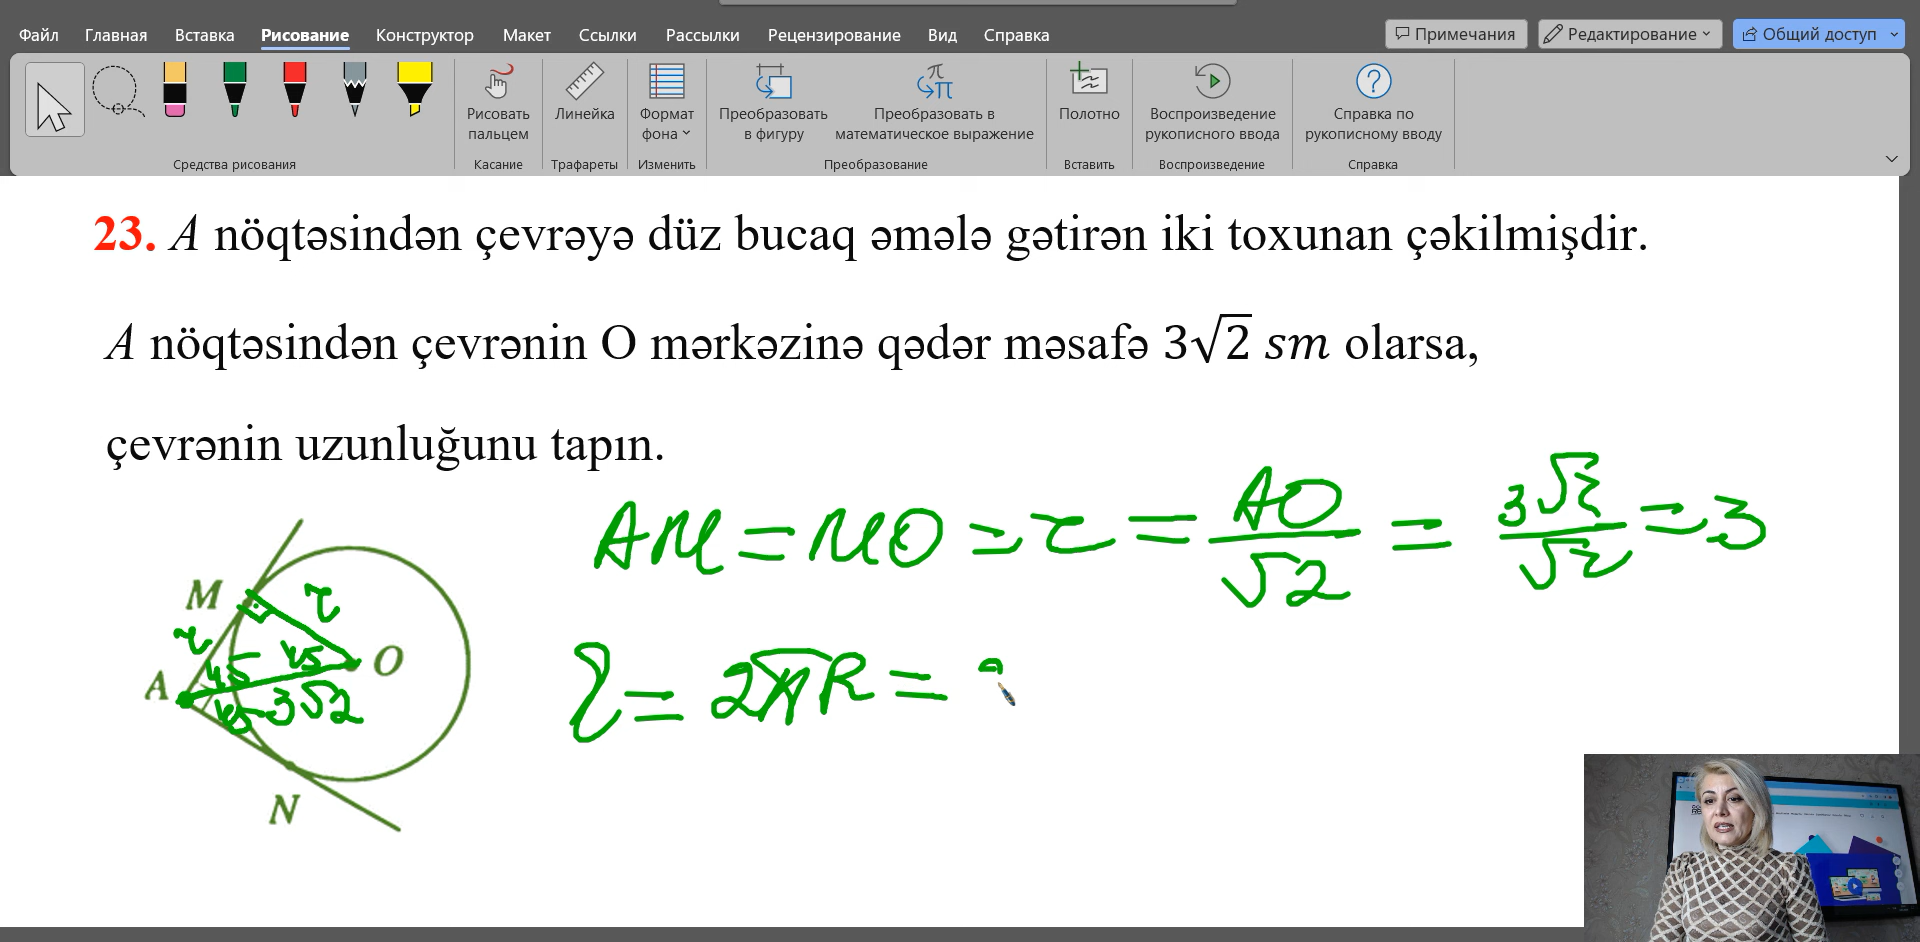 Файл Главная Вставка Рисование Конструктор Макет Ссылки Рассылки Рецензирование Вид Справка Примечания Редактирование Общий доступ
Рисовать пальцем
Линейка
Формат фона
Преобразовать в фигуру
Преобразовать в математическое выражение
Полотно
Воспроизведение рукописного ввода
Справка по рукописному вводу
Средства рисования Касание Трафареты Изменить Преобразование Вставить Воспроизведение Справка
23. A nöqtəsindən çevrəyə düz bucaq əmələ gətirən iki toxunan çəkilmişdir.
A nöqtəsindən çevrənin O mərkəzinə qədər məsafə 3√2 sm olarsa,
çevrənin uzunluğunu tapın.
AM = MO = r = AO/√2 = 3√2/√2 = 3
M r
r 45 45 O
A 45 3√2
N
l = 2πR =